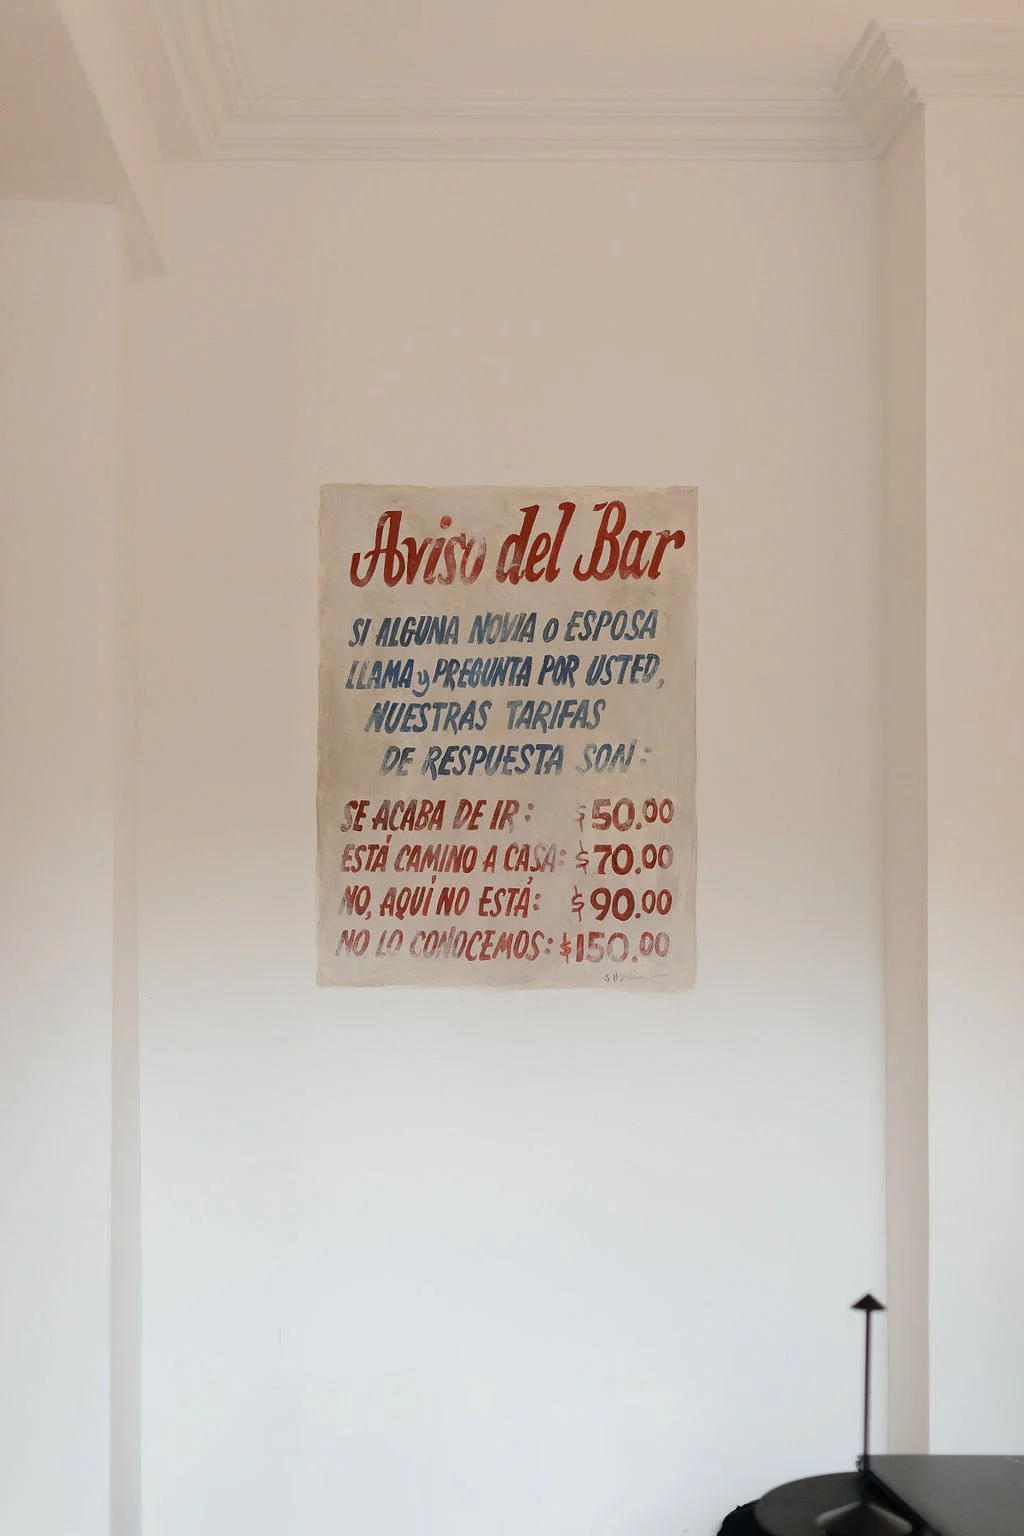 Aviso del Bar
SI ALGUNA NOVIA o ESPOSA
LLAMA y PREGUNTA POR USTED,
NUESTRAS TARIFAS
DE RESPUESTA SON:
SE ACABA DE IR: $50.00
ESTÁ CAMINO A CASA: $70.00
NO, AQUÍ NO ESTÁ: $90.00
NO LO CONOCEMOS: $150.00